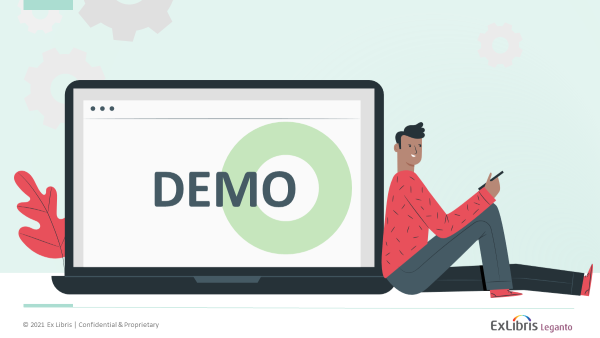 DEMO
© 2021 Ex Libris | Confidential & Proprietary
ExLibris Leganto